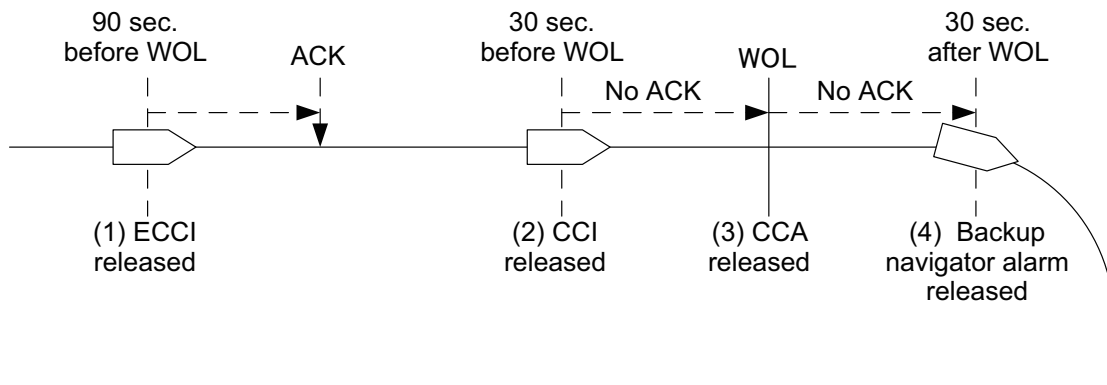 90 sec.
before WOL
ACK
30 sec.
before WOL
No ACK
WOL
No ACK
30 sec.
after WOL
(1) ECCI
released
(2) CCI
released
(3) CCA
released
(4) Backup
navigator alarm
released